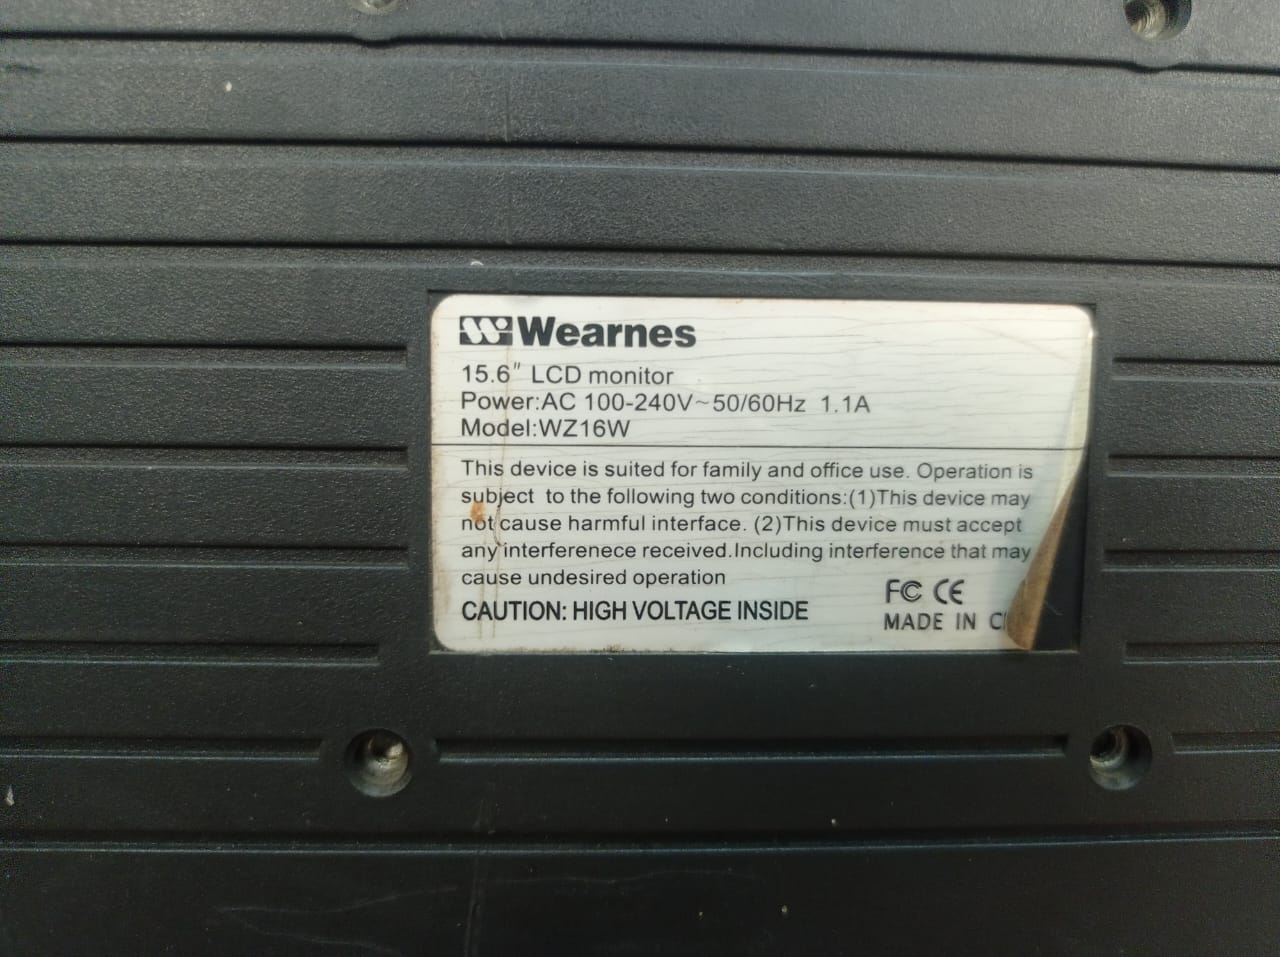 Wearnes
15.6" LCD monitor
Power:AC 100-240V~50/60Hz 1.1A
Model:WZ16W
This device is suited for family and office use. Operation is
subject to the following two conditions:(1)This device may
not cause harmful interface. (2)This device must accept
any interferenece received.Including interference that may
cause undesired operation
FC CE
CAUTION: HIGH VOLTAGE INSIDE
MADE IN